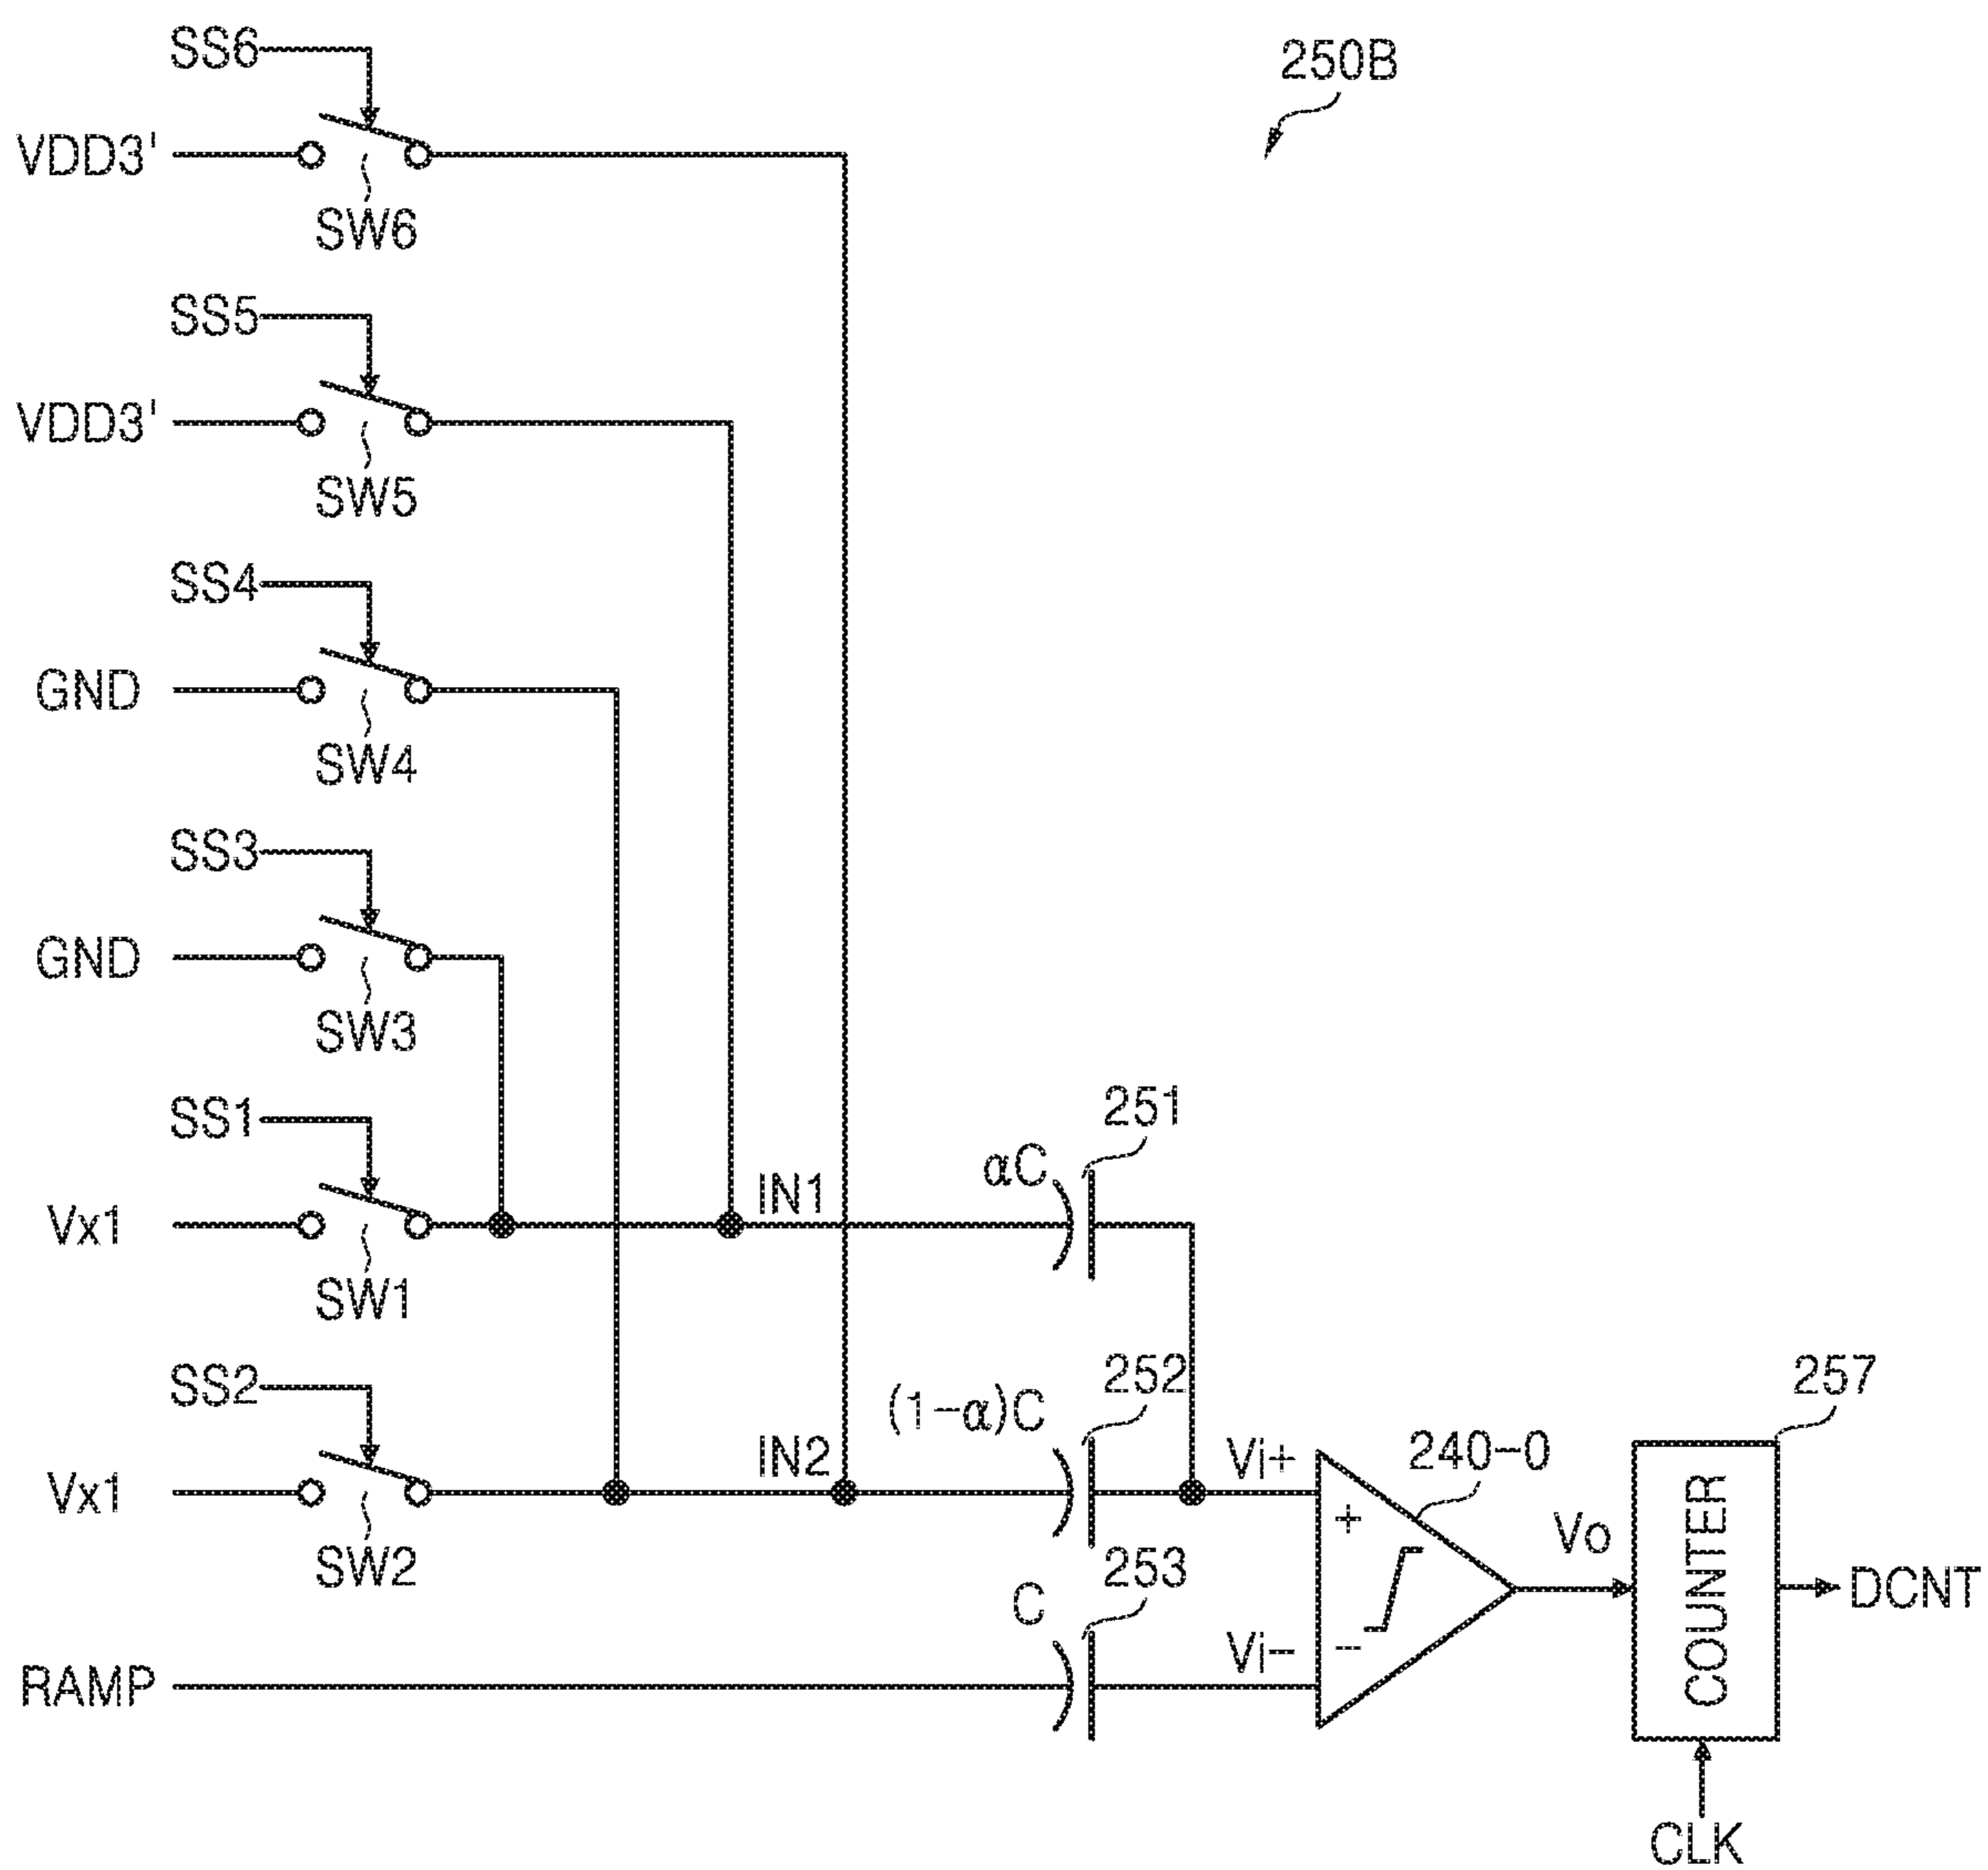 SS6
250B
VDD3'
SW6
SS5
VDD3'
SW5
SS4
GND
SW4
SS3
GND
SW3
SS1
251
αC
IN1
Vx1
SW1
SS2
252
257
(1-α)C
IN2
Vi+
240-0
Vx1
+
Vo
COUNTER
SW2
C
253
DCNT
Vi-
--
RAMP
CLK